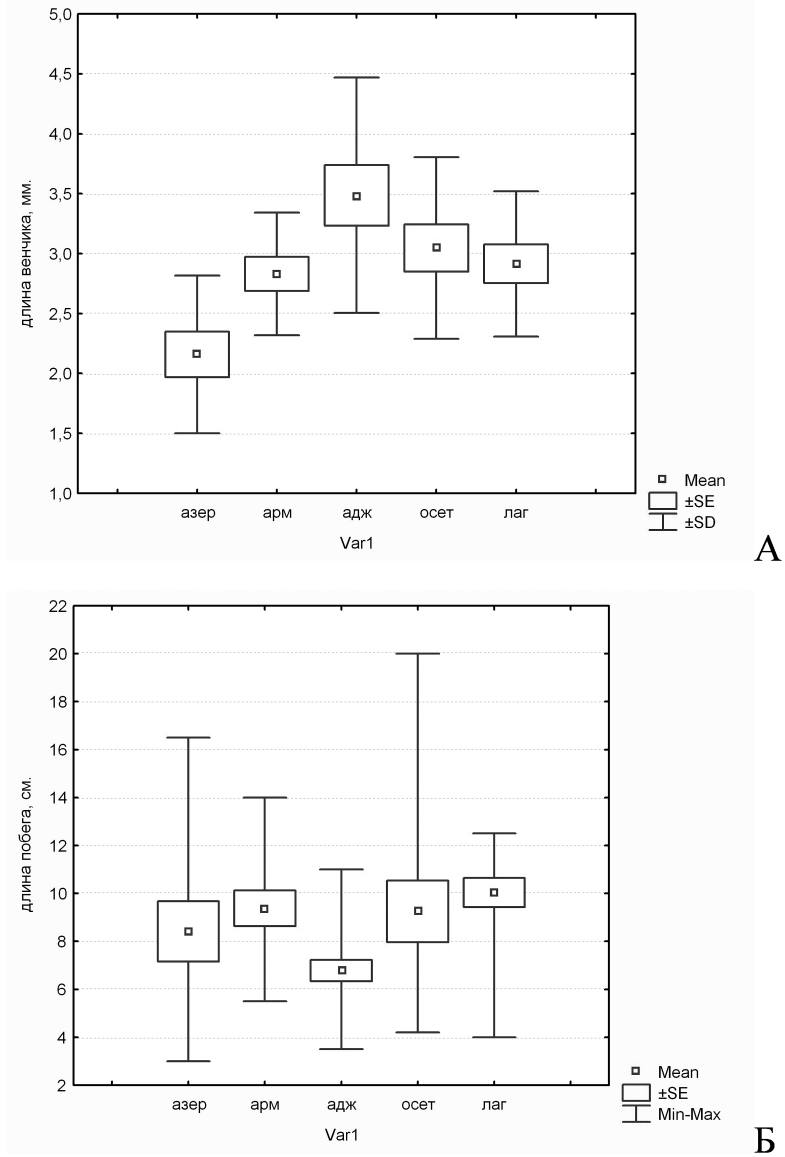 5,0
4,5
4,0
3,5
3,0
2,5
2,0
1,5
1,0
длина венчика, мм.
азер арм адж осет лаг
Var1
Mean
±SE
±SD
А
22
20
18
16
14
12
10
8
6
4
2
длина побега, см.
азер арм адж осет лаг
Var1
Mean
±SE
Min-Max
Б